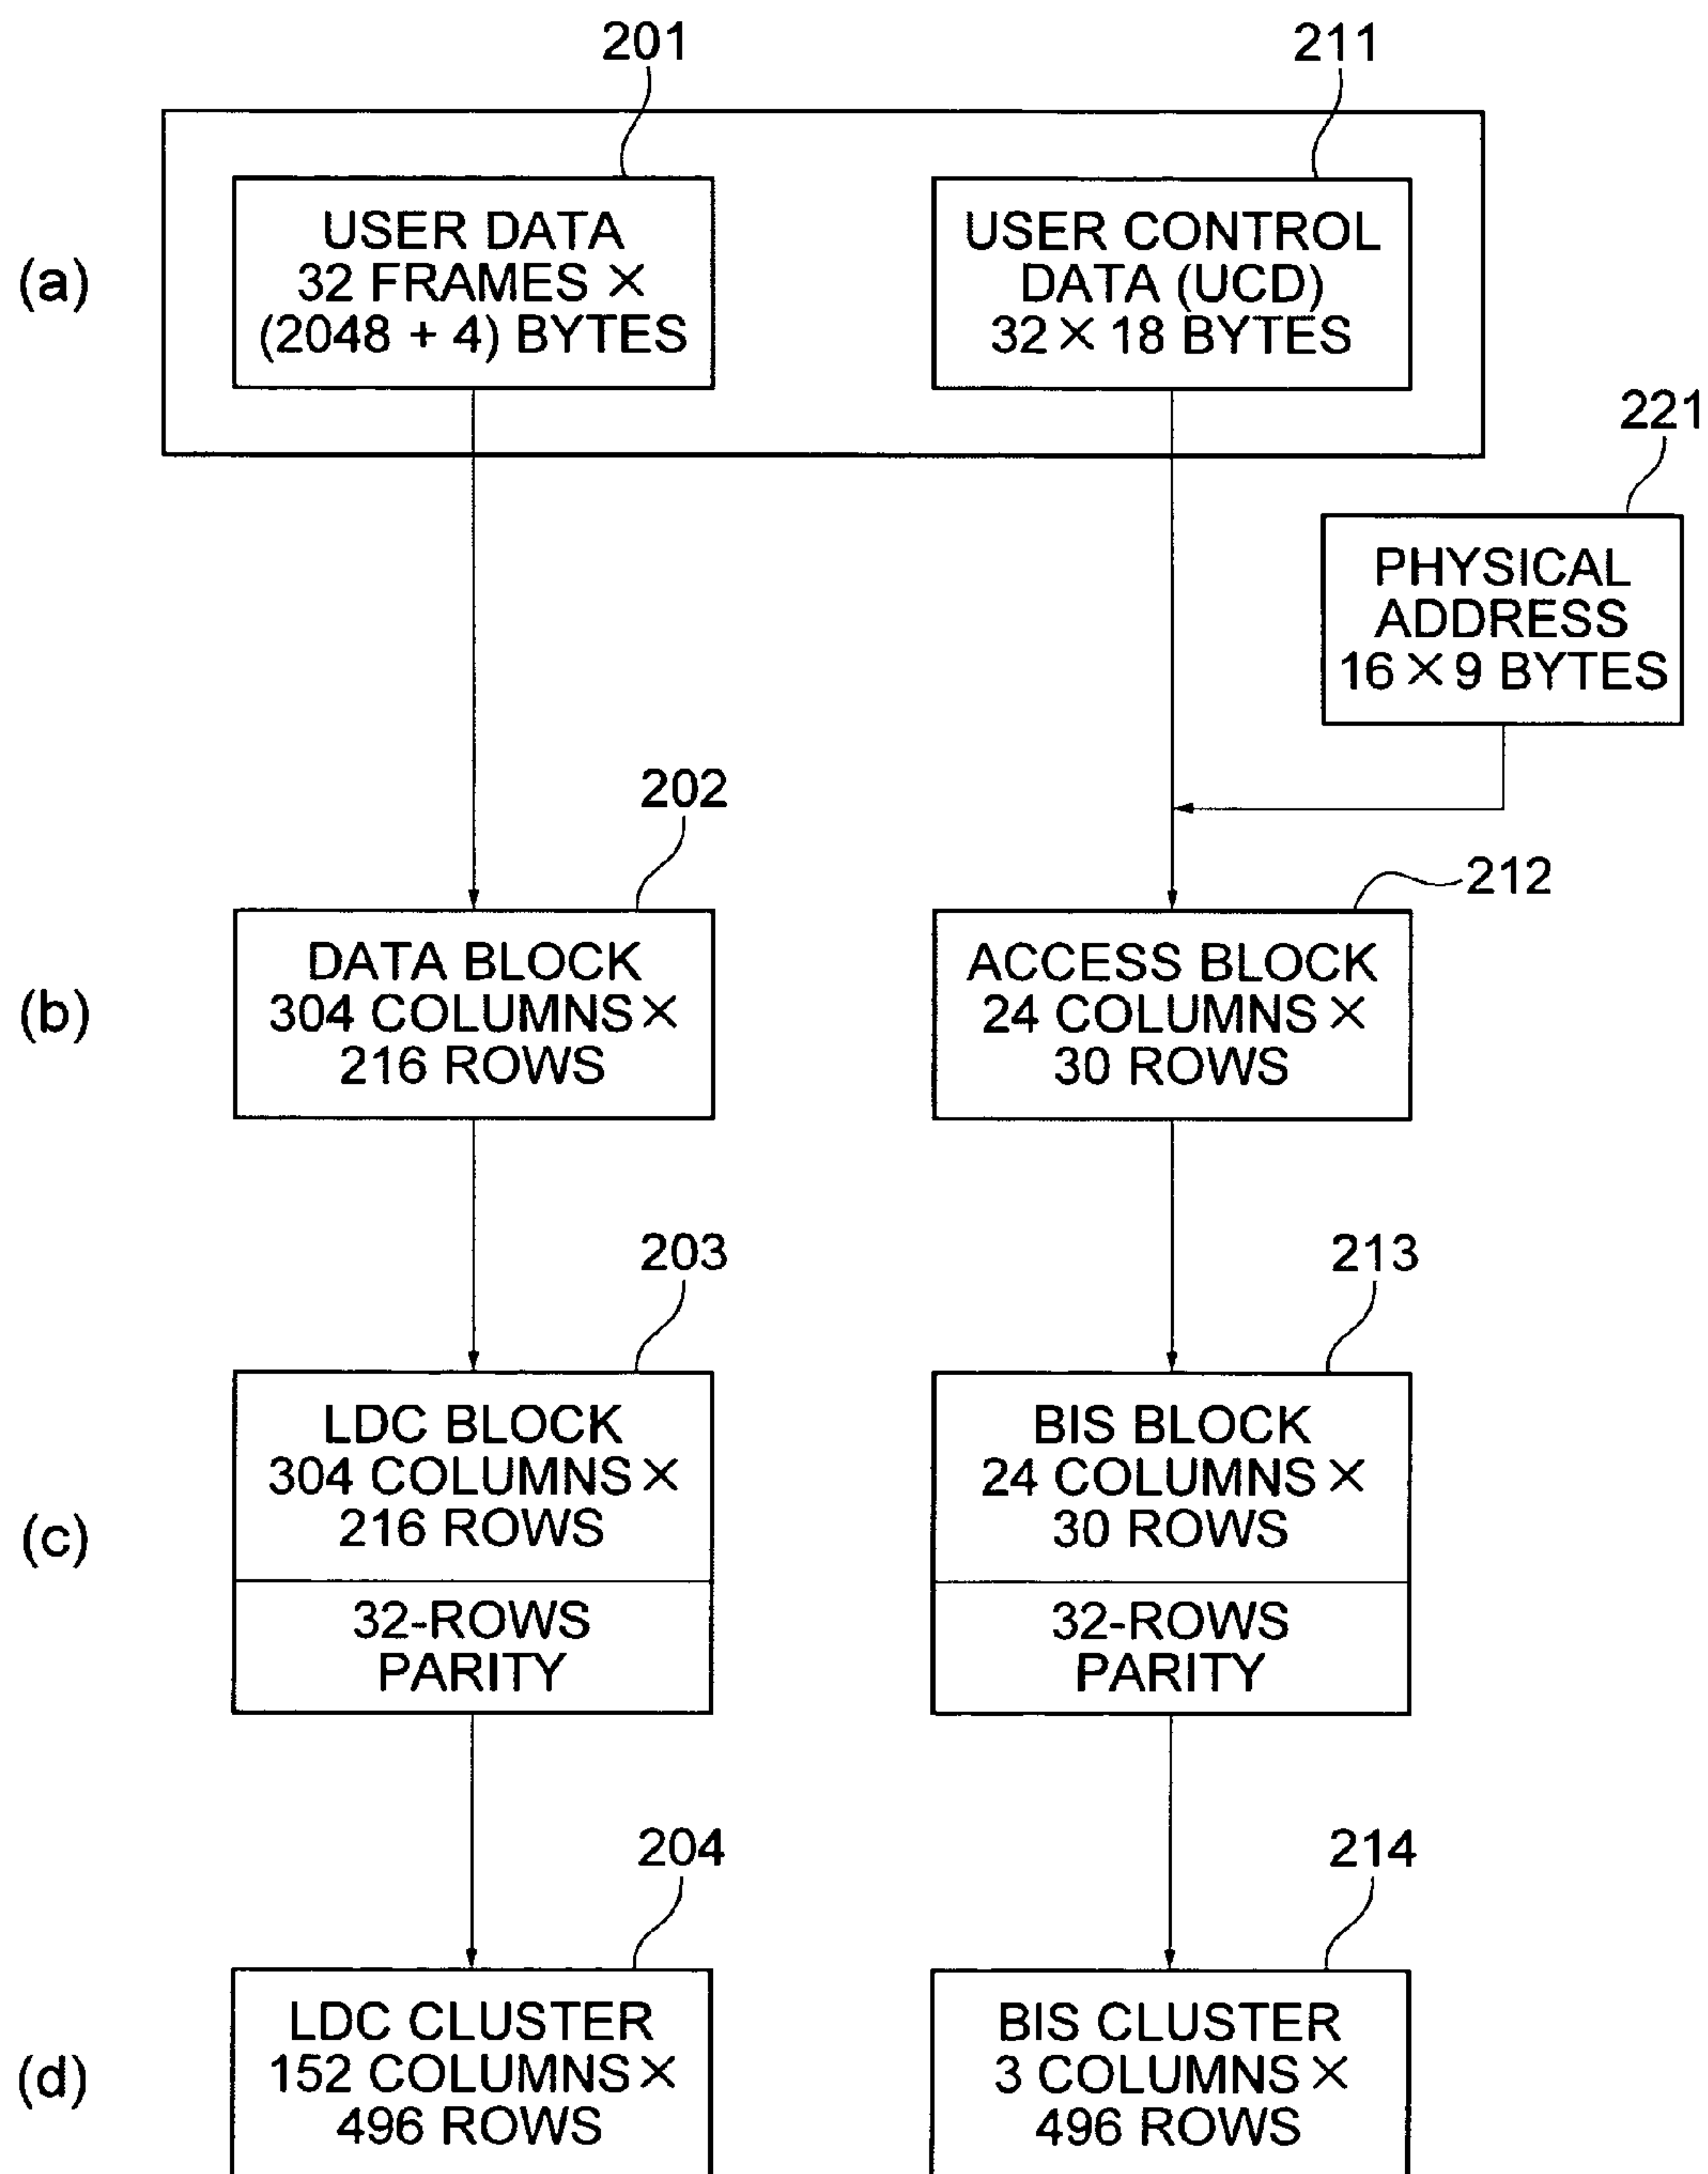 201
211
(a)
USER DATA
32 FRAMES ×
(2048 + 4) BYTES
USER CONTROL
DATA (UCD)
32 × 18 BYTES
221
PHYSICAL
ADDRESS
16 × 9 BYTES
202
212
(b)
DATA BLOCK
304 COLUMNS ×
216 ROWS
ACCESS BLOCK
24 COLUMNS ×
30 ROWS
203
213
(c)
LDC BLOCK
304 COLUMNS ×
216 ROWS
32-ROWS
PARITY
BIS BLOCK
24 COLUMNS ×
30 ROWS
32-ROWS
PARITY
204
214
(d)
LDC CLUSTER
152 COLUMNS ×
496 ROWS
BIS CLUSTER
3 COLUMNS ×
496 ROWS